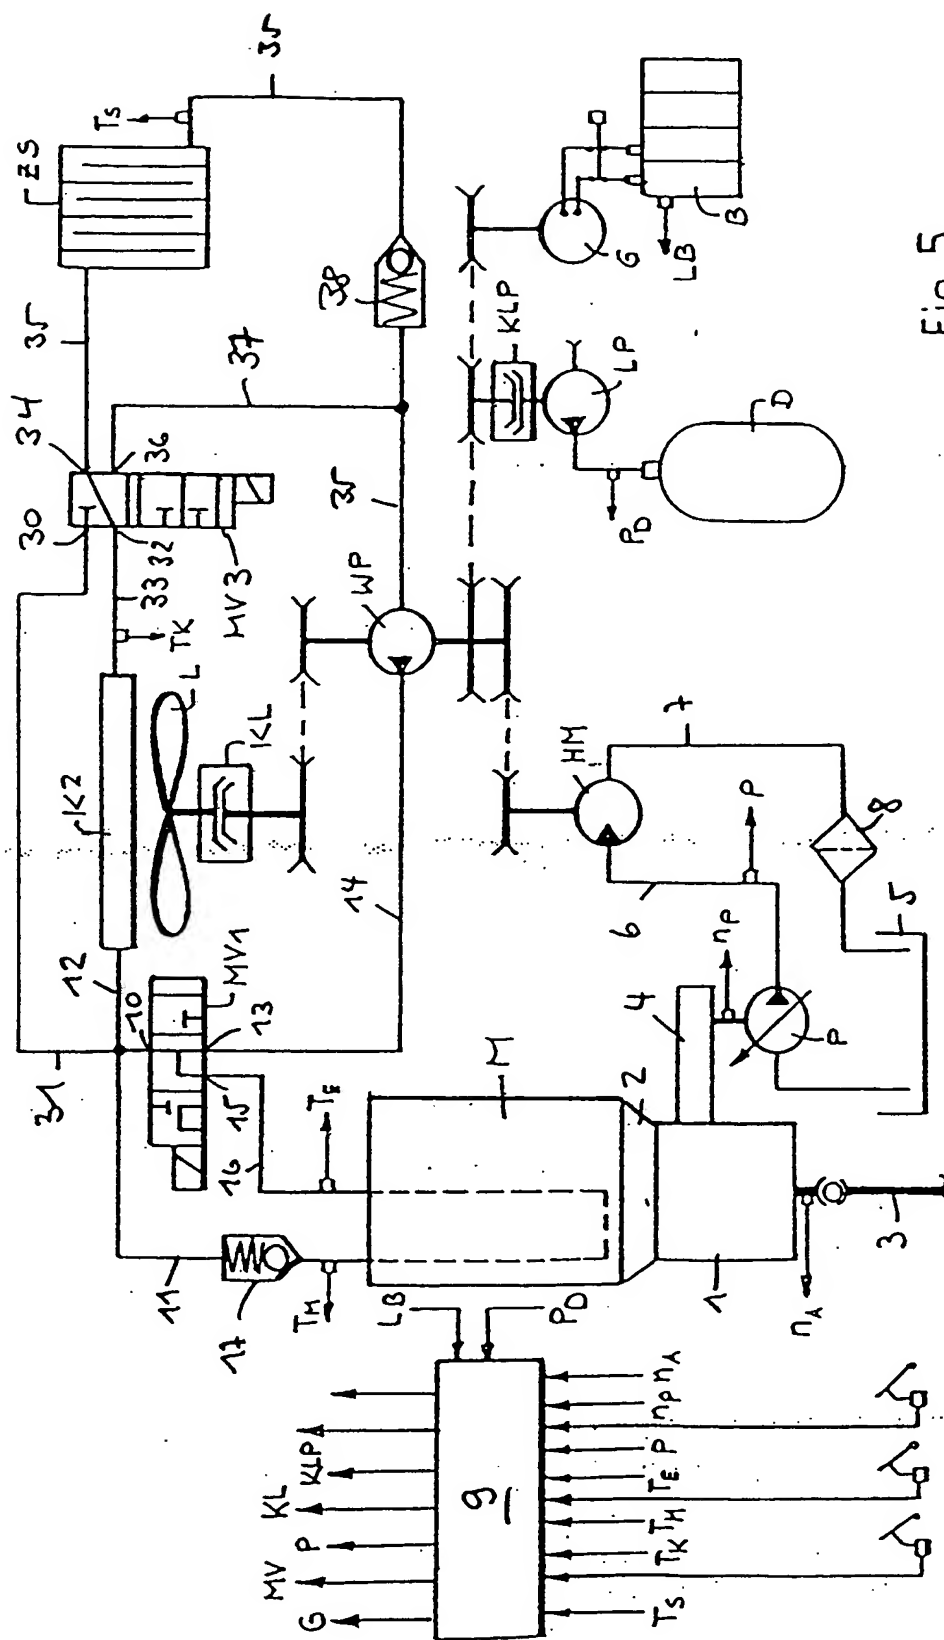 31
11
17
12
10
MV1
13
15
16
14
K2
L
KL
TK
33
32
30
34
36
MV3
37
35
ZS
TS
35
38
35
WP
KLP
LP
PD
D
G
B
LB
HM
7
6
P
8
5
nP
P
4
2
M
TE
TM
1
nA
3
LB
PD
9
G
MV
P
KL
KLP
TS
TK
TM
TE
P
nP
nA
Fig. 5